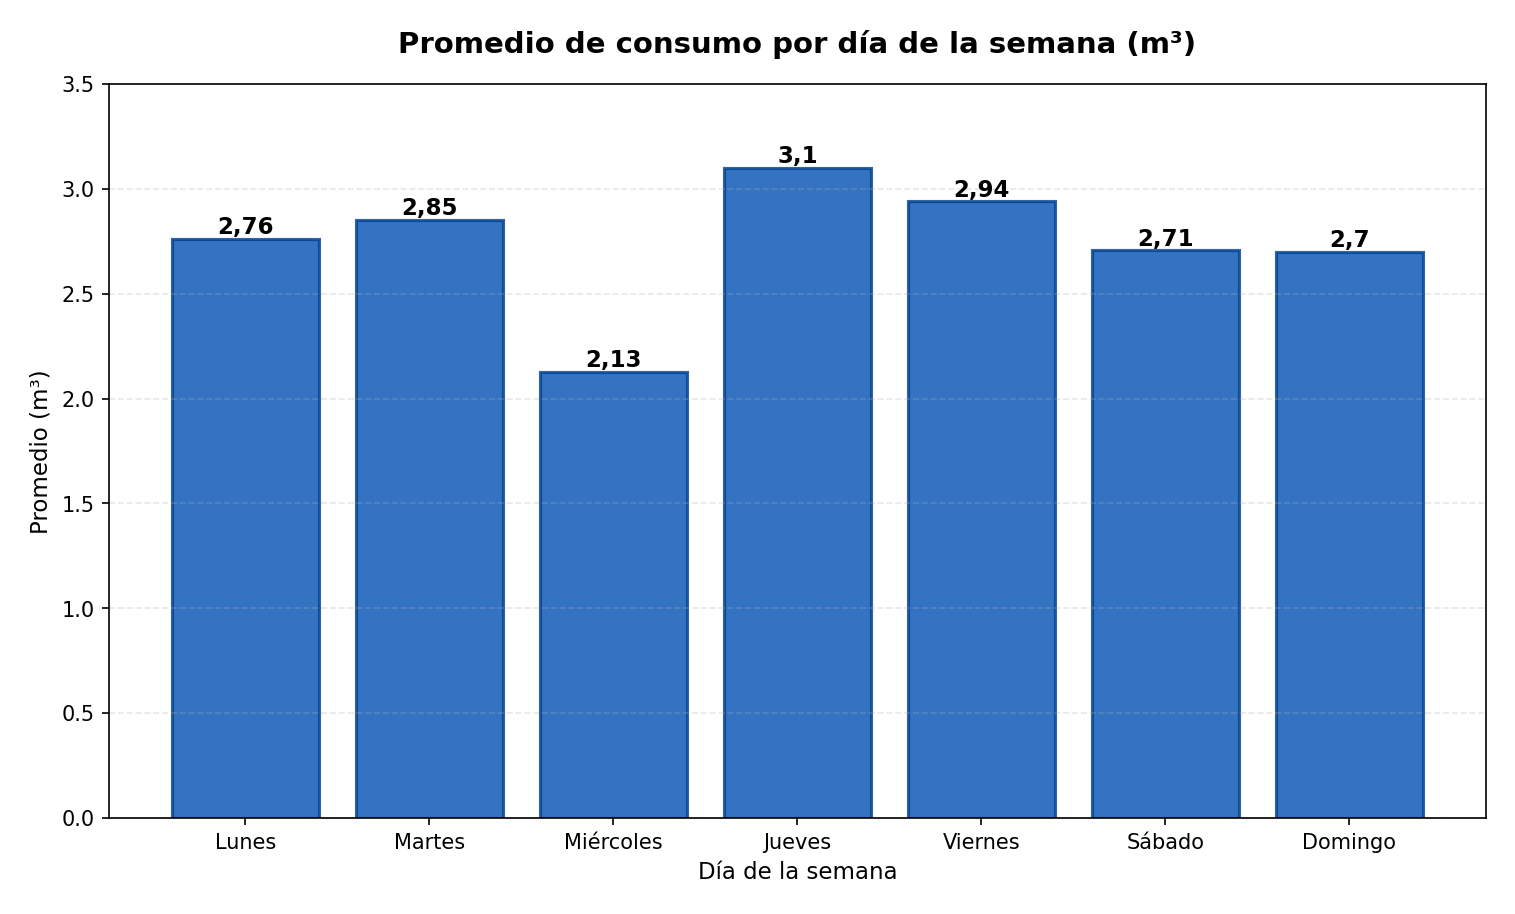 Promedio de consumo por día de la semana (m³)
3.5
3.0
2.5
2.0
1.5
1.0
0.5
0.0
Promedio (m³)
2,76
2,85
2,13
3,1
2,94
2,71
2,7
Lunes
Martes
Miércoles
Jueves
Viernes
Sábado
Domingo
Día de la semana